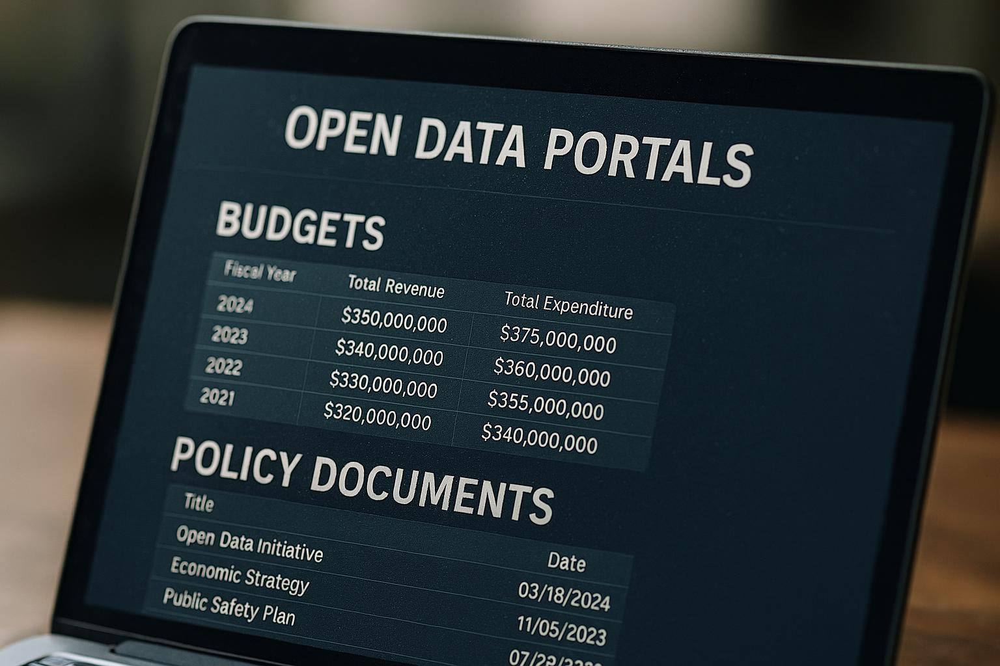 OPEN DATA PORTALS
BUDGETS
Fiscal Year Total Revenue Total Expenditure
2024 $350,000,000 $375,000,000
2023 $340,000,000 $360,000,000
2022 $330,000,000 $355,000,000
2021 $320,000,000 $340,000,000
POLICY DOCUMENTS
Title Date
Open Data Initiative 03/18/2024
Economic Strategy 11/05/2023
Public Safety Plan